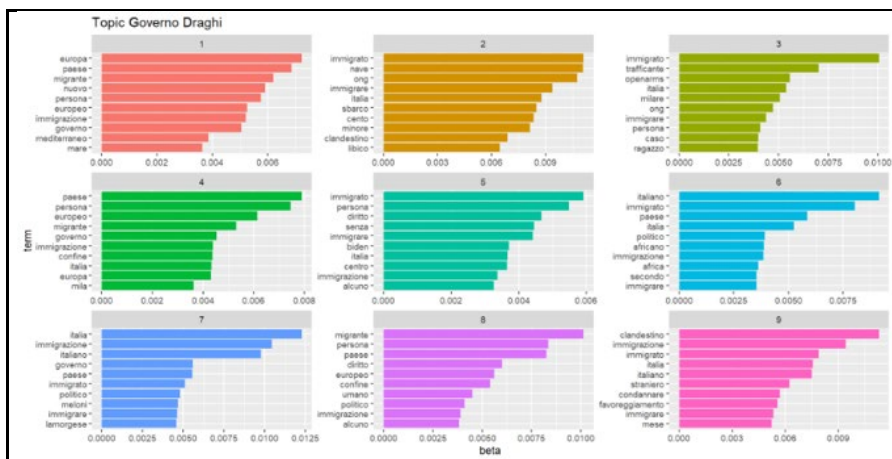 Topic Governo Draghi
1
europa
paese
migrante
nuovo
persona
europeo
immigrazione
governo
mediterraneo
mare
0.000
0.002
0.004
0.006
2
immigrato
nave
ong
immigrare
italia
sbarco
cento
minore
clandestino
libico
0.000
0.003
0.006
0.009
3
immigrato
trafficante
openarms
italia
milare
ong
immigrare
persona
caso
ragazzo
0.0000
0.0025
0.0050
0.0075
0.0100
4
paese
persona
europeo
migrante
governo
immigrazione
confine
italia
europa
mila
0.000
0.002
0.004
0.006
0.008
5
immigrato
persona
diritto
senza
immigrare
biden
italia
centro
immigrazione
alcuno
0.000
0.002
0.004
0.006
6
italiano
immigrato
paese
italia
politico
africano
immigrazione
africa
secondo
immigrare
0.0000
0.0025
0.0050
0.0075
7
italia
immigrazione
italiano
governo
paese
immigrato
politico
meloni
immigrare
lamorgese
0.0000
0.0025
0.0050
0.0075
0.0100
0.0125
8
migrante
persona
paese
diritto
europeo
confine
umano
politico
immigrazione
alcuno
0.0000
0.0025
0.0050
0.0075
0.0100
9
clandestino
immigrazione
immigrato
italia
italiano
straniero
condannare
favoreggiamento
immigrare
mese
0.000
0.003
0.006
0.009
term
beta